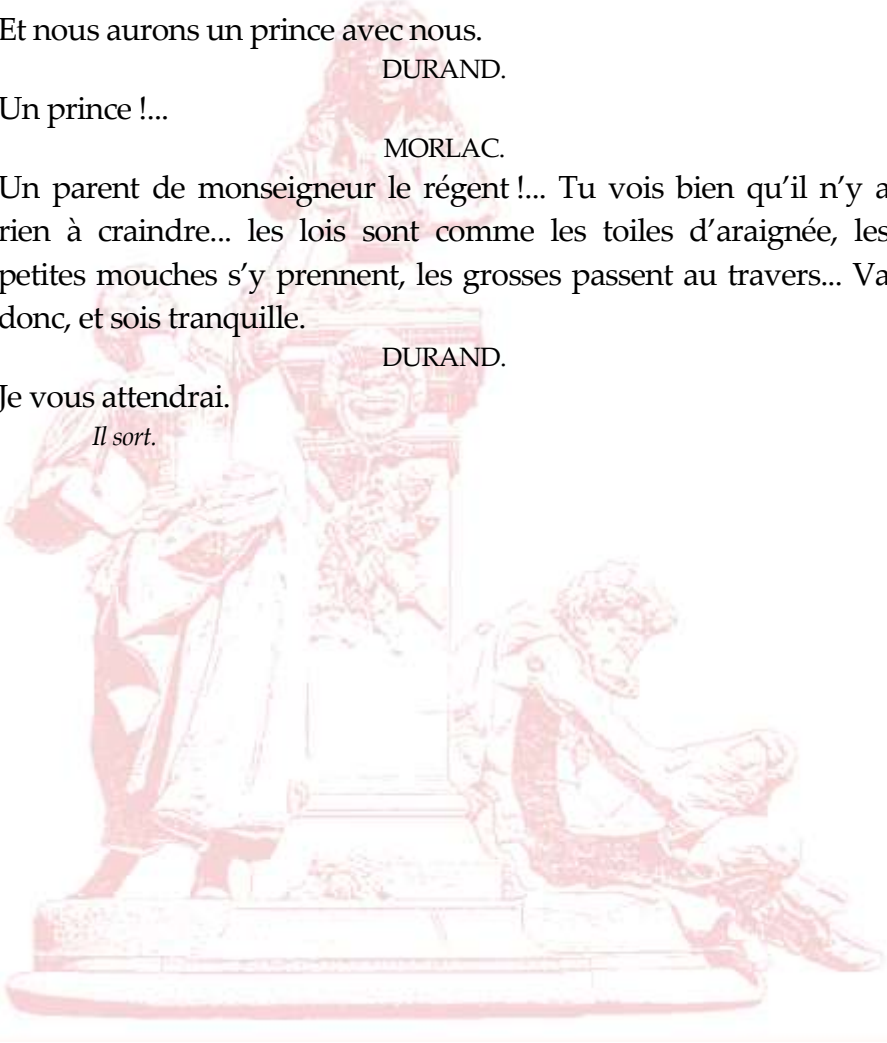 Et nous aurons un prince avec nous.
DURAND.
Un prince !...
MORLAC.
Un parent de monseigneur le régent !... Tu vois bien qu’il n’y a
rien à craindre... les lois sont comme les toiles d’araignée, les
petites mouches s’y prennent, les grosses passent au travers... Va
donc, et sois tranquille.
DURAND.
Je vous attendrai.
Il sort.